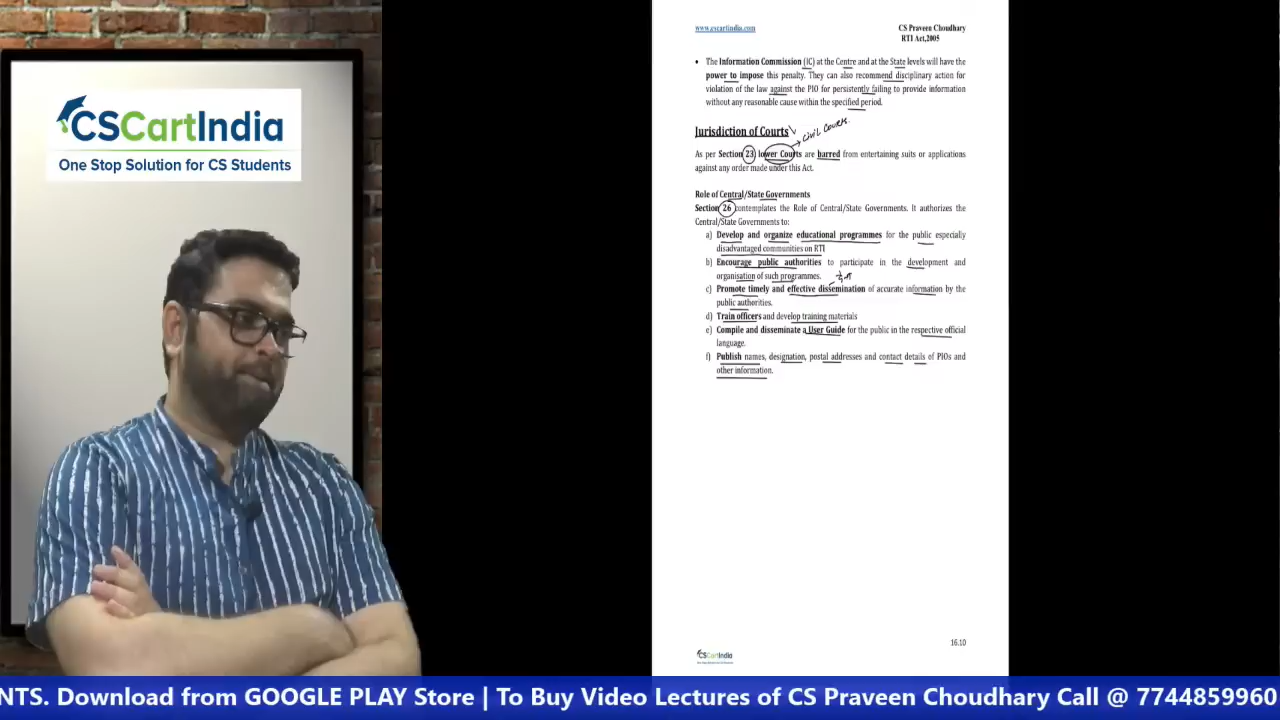 CSCartIndia
One Stop Solution for CS Students
www.cscartindia.com
CS Praveen Choudhary
RTI Act,2005
• The Information Commission (IC) at the Centre and at the State levels will have the
power to impose this penalty. They can also recommend disciplinary action for
violation of the law against the PIO for persistently failing to provide information
without any reasonable cause within the specified period.
Jurisdiction of Courts
→ civil courts.
As per Section 23 lower Courts are barred from entertaining suits or applications
against any order made under this Act.
Role of Central/State Governments
Section 26 contemplates the Role of Central/State Governments. It authorizes the
Central/State Governments to:
a) Develop and organize educational programmes for the public especially
disadvantaged communities on RTI
b) Encourage public authorities to participate in the development and
organisation of such programmes.
c) Promote timely and effective dissemination of accurate information by the
public authorities.
d) Train officers and develop training materials
e) Compile and disseminate a User Guide for the public in the respective official
language.
f) Publish names, designation, postal addresses and contact details of PIOs and
other information.
16.10
CSCartIndia
NTS. Download from GOOGLE PLAY Store | To Buy Video Lectures of CS Praveen Choudhary Call @ 7744859960